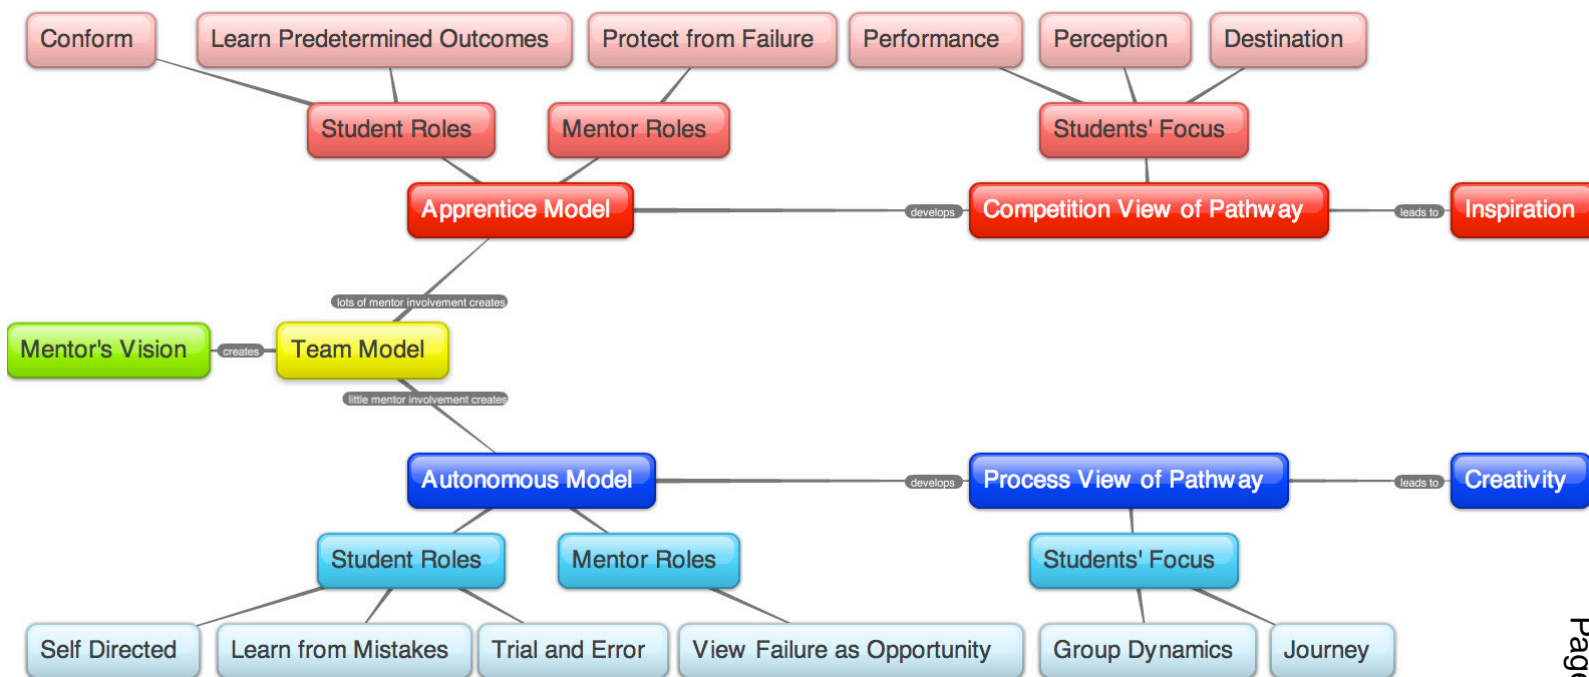 Conform
Learn Predetermined Outcomes
Protect from Failure
Performance
Perception
Destination
Student Roles
Mentor Roles
Students' Focus
Apprentice Model
develops
Competition View of Pathway
leads to
Inspiration
lots of mentor involvement creates
Mentor's Vision
creates
Team Model
little mentor involvement creates
Autonomous Model
develops
Process View of Pathway
leads to
Creativity
Student Roles
Mentor Roles
Students' Focus
Self Directed
Learn from Mistakes
Trial and Error
View Failure as Opportunity
Group Dynamics
Journey
Page